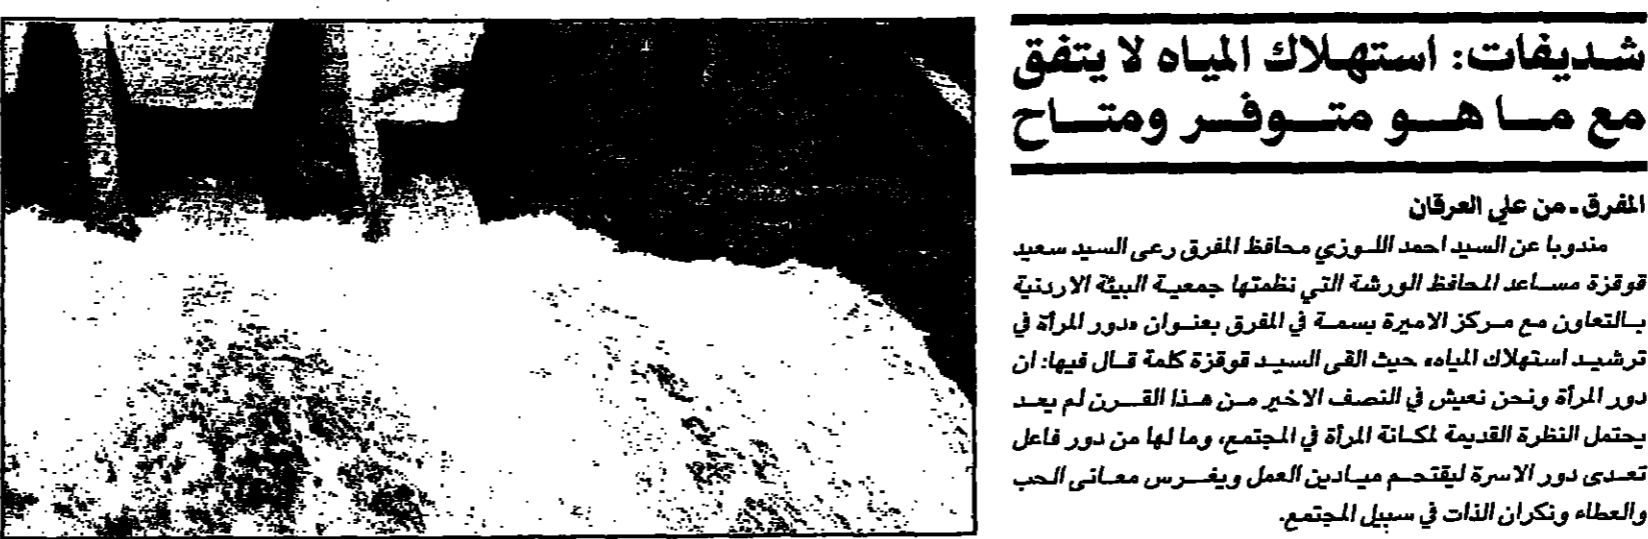 شديفات: استهلاك المياه لا يتفق
مع ما هو متوفر ومتاح
المفرق - من علي العرقان
مندوبا عن السيد احمد اللوزي محافظ المفرق رعى السيد سعيد
قوقزة مساعد المحافظ الورشة التي نظمتها جمعية البيئة الاردنية
بالتعاون مع مركز الاميرة بسمة في المفرق بعنوان «دور المرأة في
ترشيد استهلاك المياه» حيث القى السيد قوقزة كلمة قال فيها: ان
دور المرأة ونحن نعيش في النصف الاخير من هذا القرن لم يعد
يحتمل النظرة القديمة لمكانة المرأة في المجتمع، وما لها من دور فاعل
تعدى دور الاسرة ليقتحم ميادين العمل ويغرس معانى الحب
والعطاء ونكران الذات في سبيل المجتمع.